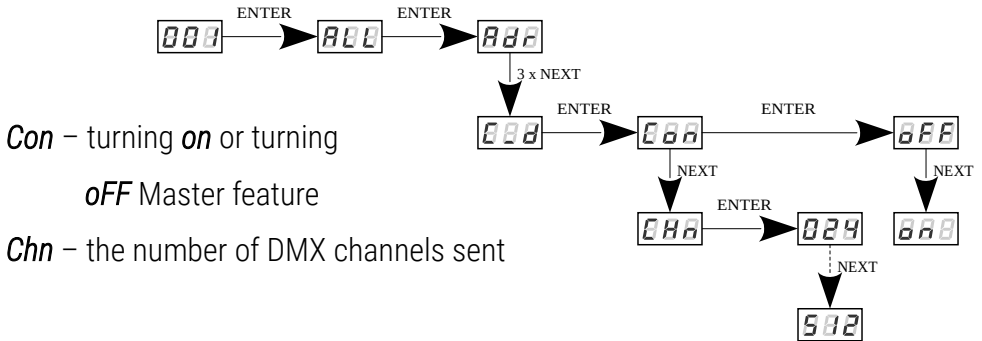 ENTER ENTER
001 ALL Adr
3 x NEXT
ENTER ENTER
C_d Con oFF
Con – turning on or turning
NEXT NEXT
oFF Master feature
ENTER
CHn 024 on
Chn – the number of DMX channels sent
NEXT
512